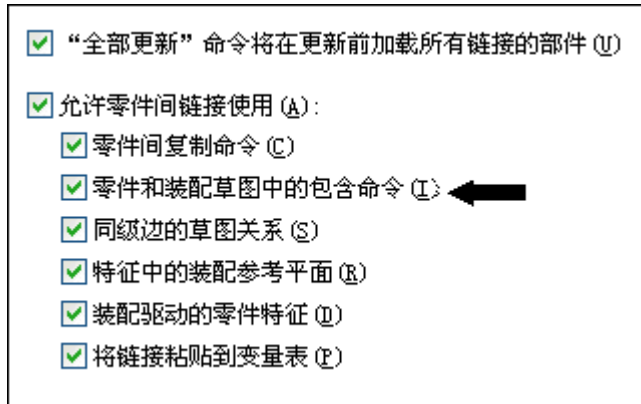 “全部更新”命令将在更新前加载所有链接的部件(U)
允许零件间链接使用(A):
零件间复制命令(C)
零件和装配草图中的包含命令(I)
同级边的草图关系(S)
特征中的装配参考平面(R)
装配驱动的零件特征(D)
将链接粘贴到变量表(P)